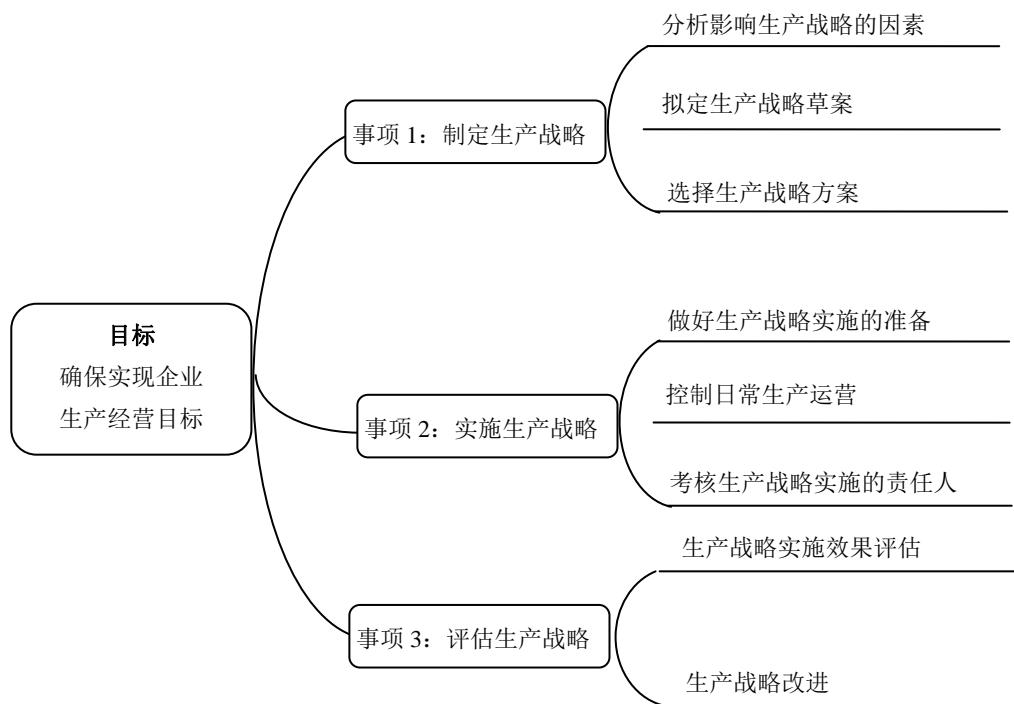 分析影响生产战略的因素
拟定生产战略草案
事项 1：制定生产战略
选择生产战略方案
目标
确保实现企业
生产经营目标
做好生产战略实施的准备
控制日常生产运营
事项 2：实施生产战略
考核生产战略实施的责任人
生产战略实施效果评估
事项 3：评估生产战略
生产战略改进